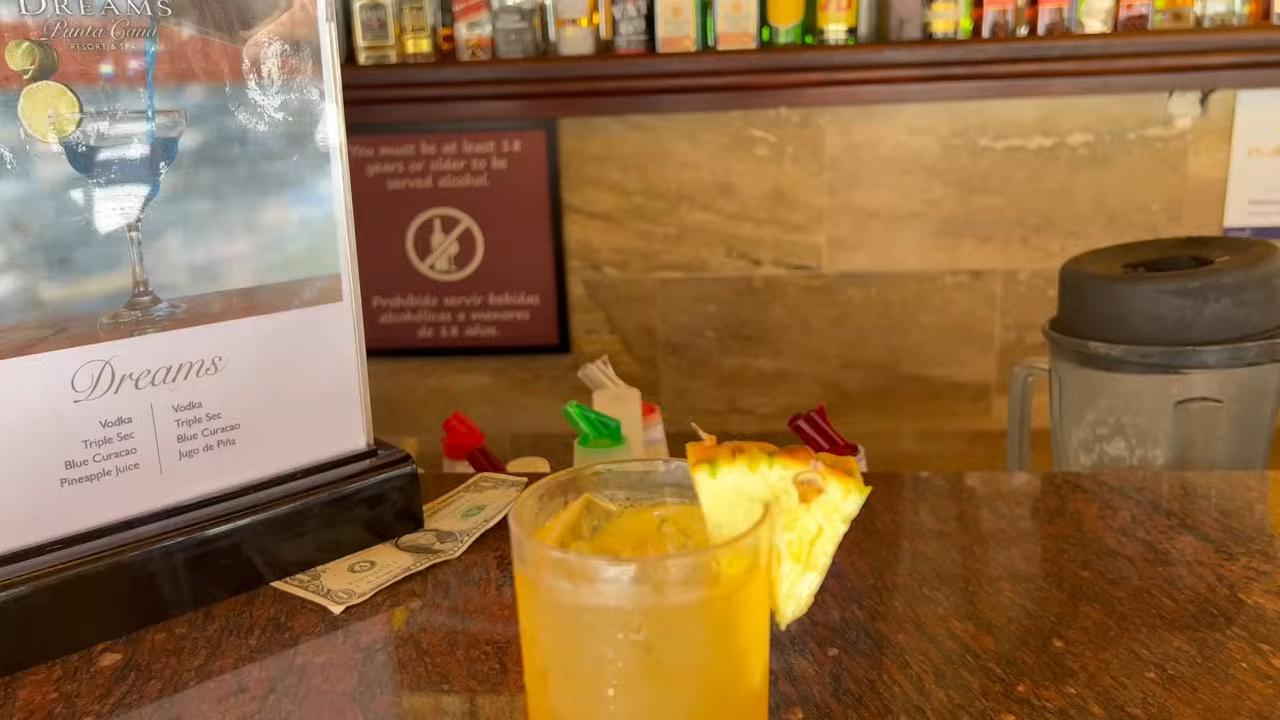 DREAMS
Punta Cana
RESORT & SPA
Dreams
Vodka
Triple Sec
Blue Curacao
Pineapple Juice
Vodka
Triple Sec
Blue Curacao
Jugo de Piña
You must be at least 18
years or older to be
served alcohol.
Prohibido servir bebidas
alcohólicas a menores
de 18 años.